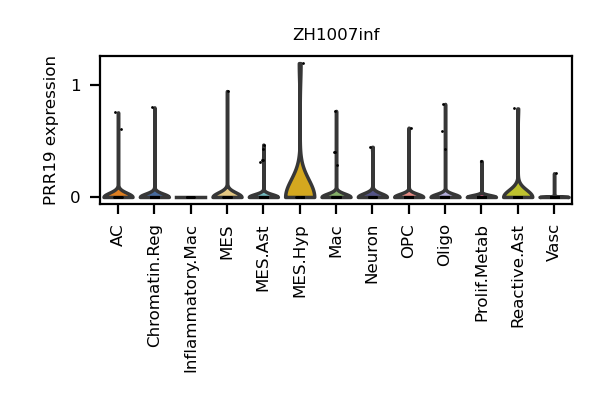 ZH1007inf
PRR19 expression
1
0
AC
Chromatin.Reg
Inflammatory.Mac
MES
MES.Ast
MES.Hyp
Mac
Neuron
OPC
Oligo
Prolif.Metab
Reactive.Ast
Vasc